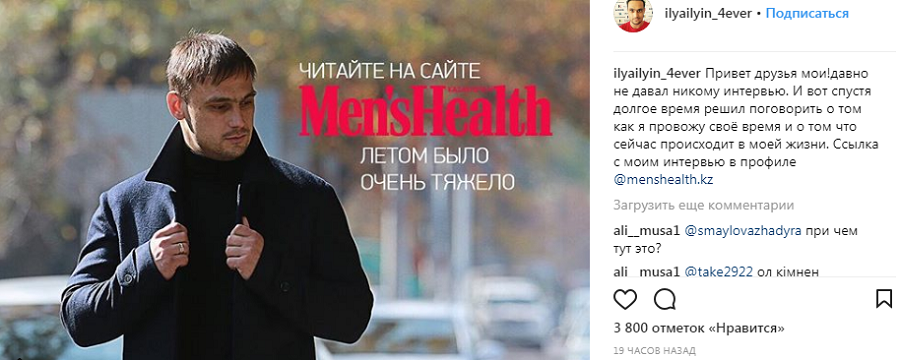 ЧИТАЙТЕ НА САЙТЕ
Men'sHealth
ЛЕТОМ БЫЛО
ОЧЕНЬ ТЯЖЕЛО
ilyailyin_4ever • Подписаться
ilyailyin_4ever Привет друзья мои!давно
не давал никому интервью. И вот спустя
долгое время решил поговорить о том
как я провожу своё время и о том что
сейчас происходит в моей жизни. Ссылка
с моим интервью в профиле
@menshealth.kz
Загрузить еще комментарии
ali__musa1 @smaylovazhadyra при чем
тут это?
ali__musa1 @take2922 ол кімнен
3 800 отметок «Нравится»
19 ЧАСОВ НАЗАД